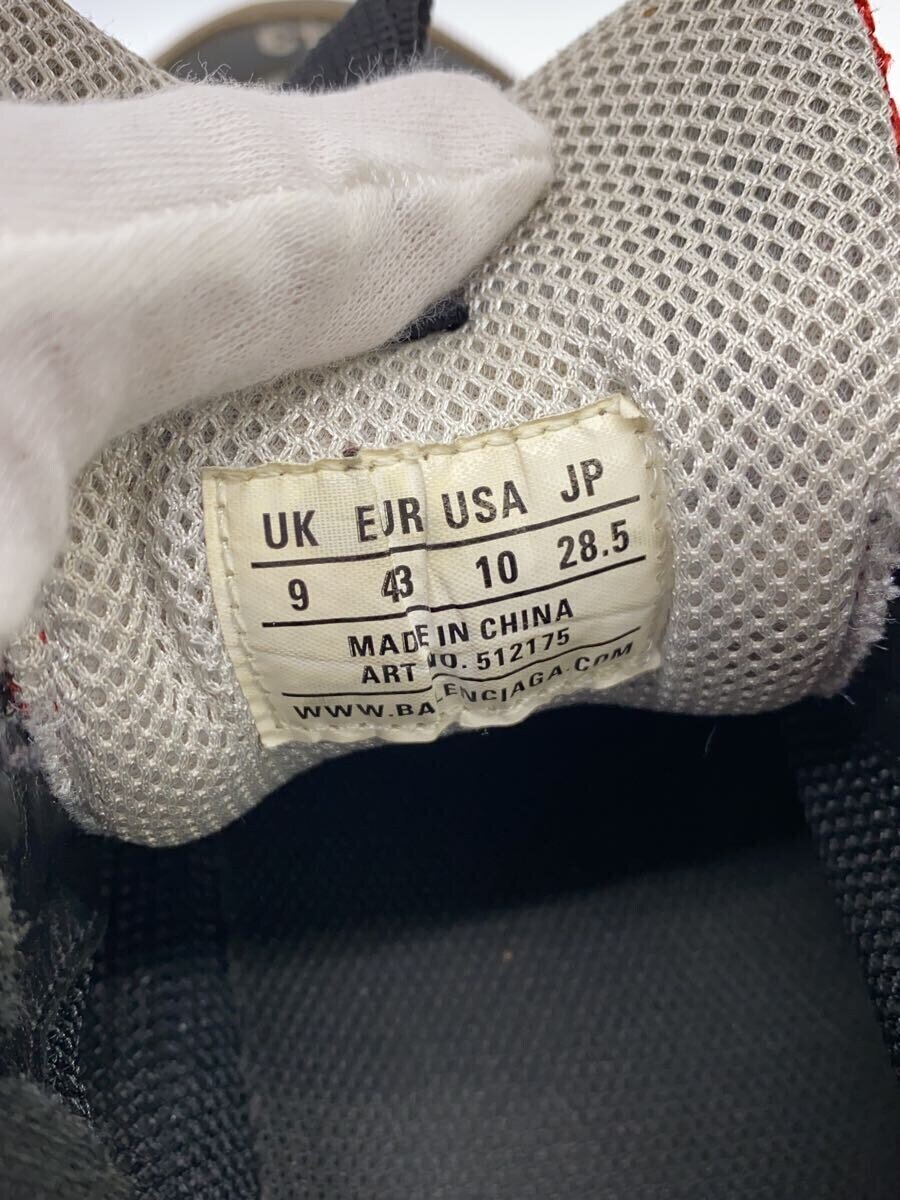 UK EUR USA JP
9 43 10 28.5
MADE IN CHINA
ART NO. 512175
WWW.BALENCIAGA.COM